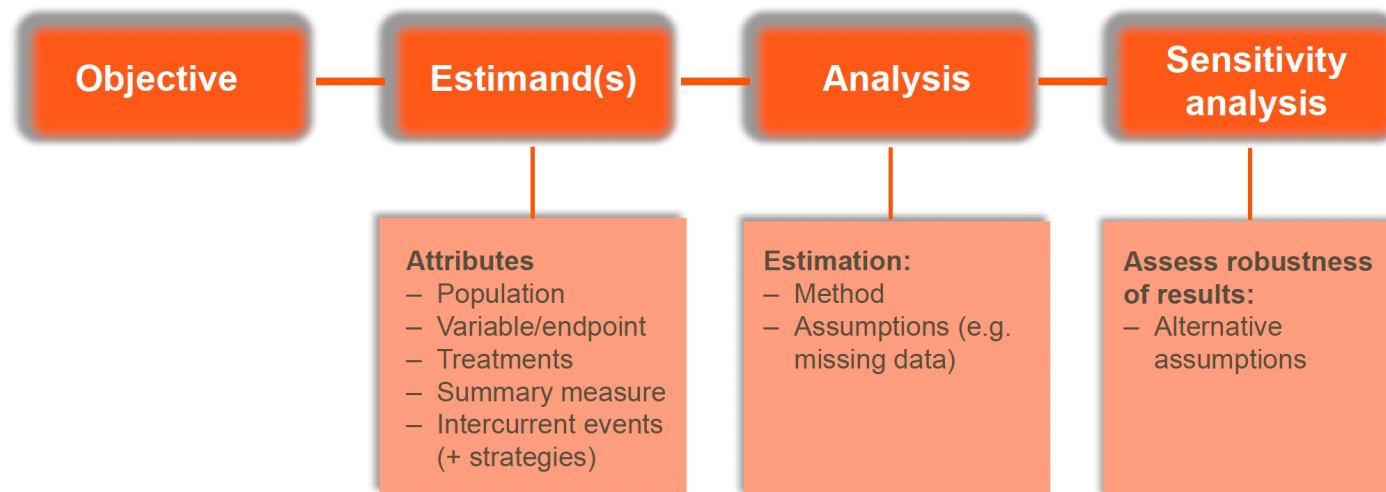 Objective
Estimand(s)
Analysis
Sensitivity
analysis
Attributes
– Population
– Variable/endpoint
– Treatments
– Summary measure
– Intercurrent events
(+ strategies)
Estimation:
– Method
– Assumptions (e.g.
missing data)
Assess robustness
of results:
– Alternative
assumptions